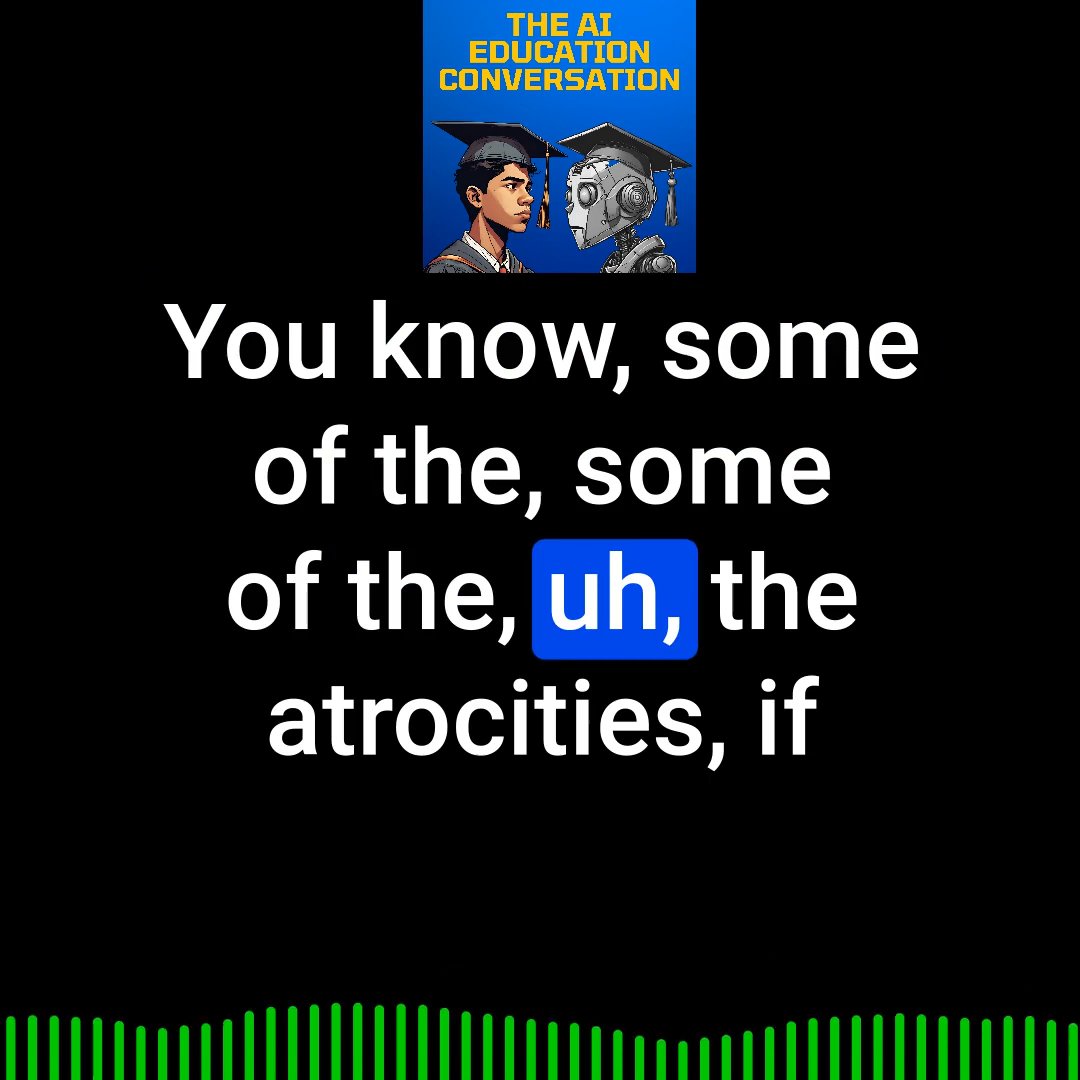 THE AI
EDUCATION
CONVERSATION
You know, some
of the, some
of the, uh, the
atrocities, if